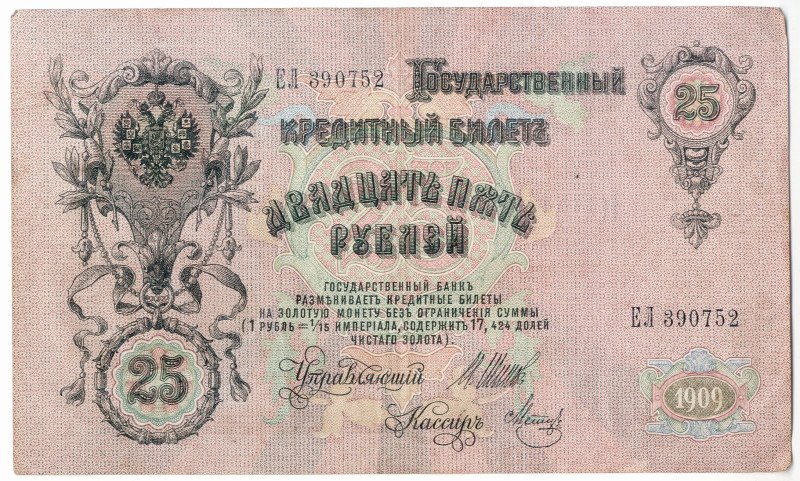 ЕЛ 390752
Государственный
25
Кредитный Билетъ
Двадцать пять
рублей
ГОСУДАРСТВЕННЫЙ БАНКЪ
РАЗМѢНИВАЕТЪ КРЕДИТНЫЕ БИЛЕТЫ
НА ЗОЛОТУЮ МОНЕТУ БЕЗЪ ОГРАНИЧЕНІЯ СУММЫ
(1 РУБЛЬ = 1/15 ИМПЕРІАЛА, СОДЕРЖИТЪ 17, 424 ДОЛЕЙ
ЧИСТАГО ЗОЛОТА).
ЕЛ 390752
25
Управляющій
Кассиръ
1909